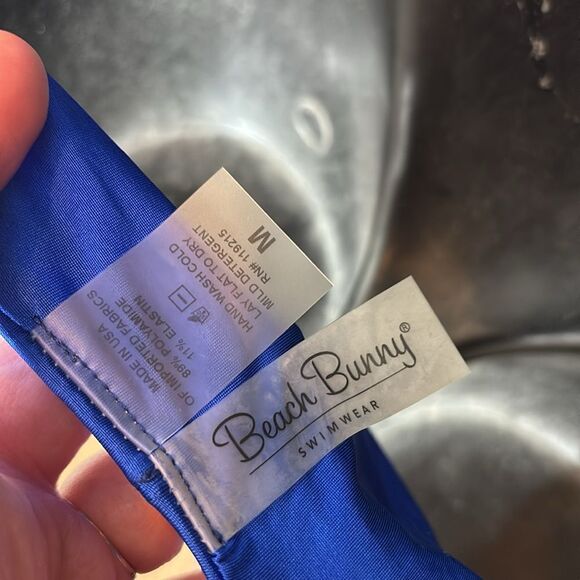 MADE IN USA
OF IMPORTED FABRICS
89% POLYAMIDE
11% ELASTIN
HAND WASH COLD
LAY FLAT TO DRY
MILD DETERGENT
RN# 119215
M
Beach Bunny®
SWIMWEAR